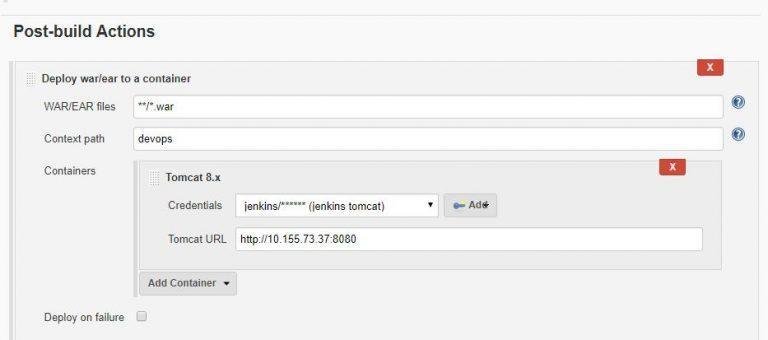 Post-build Actions
X
Deploy war/ear to a container
WAR/EAR files **/*.war ?
Context path devops ?
Containers
X
Tomcat 8.x
Credentials jenkins/****** (jenkins tomcat) Add
Tomcat URL http://10.155.73.37:8080
Add Container
Deploy on failure